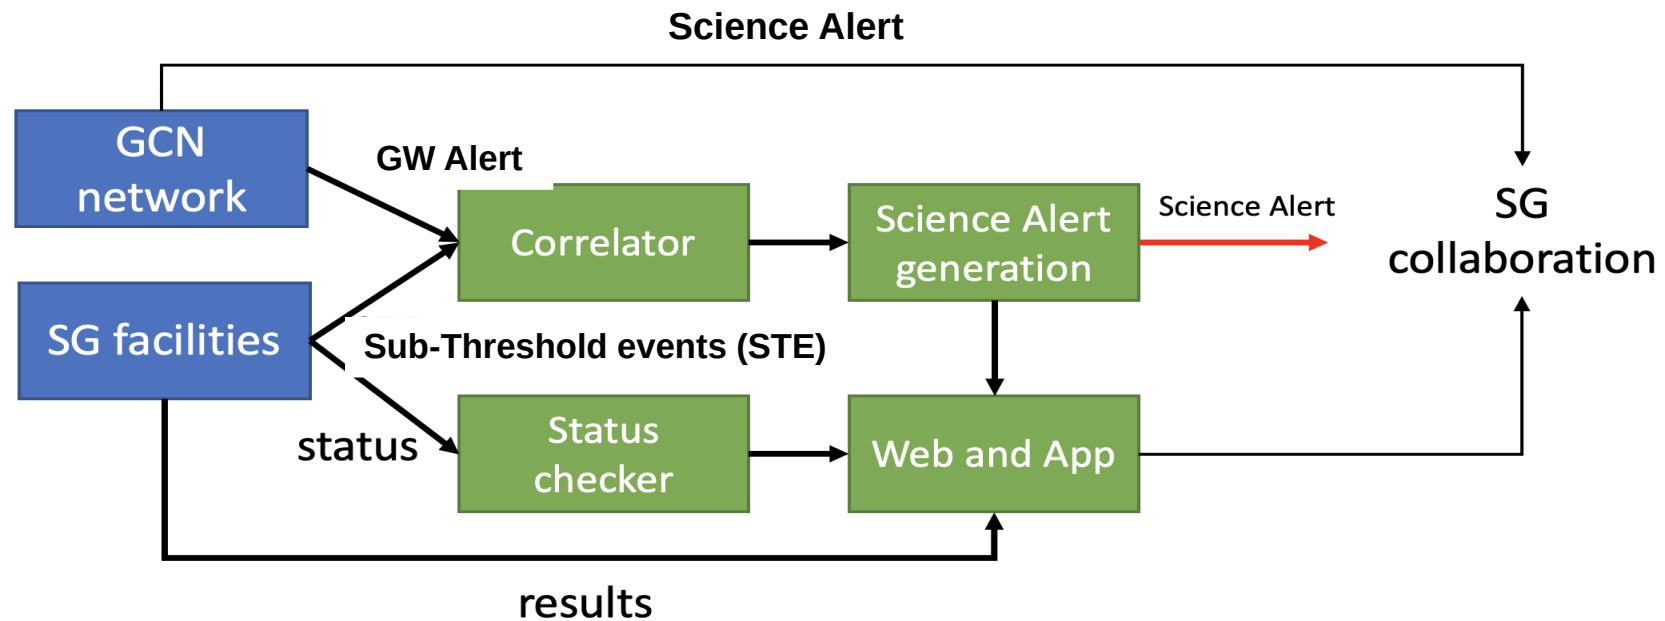 Science Alert
GCN
network
GW Alert
Correlator
Science Alert
generation
Science Alert
SG
collaboration
SG facilities
Sub-Threshold events (STE)
status
Status
checker
Web and App
results